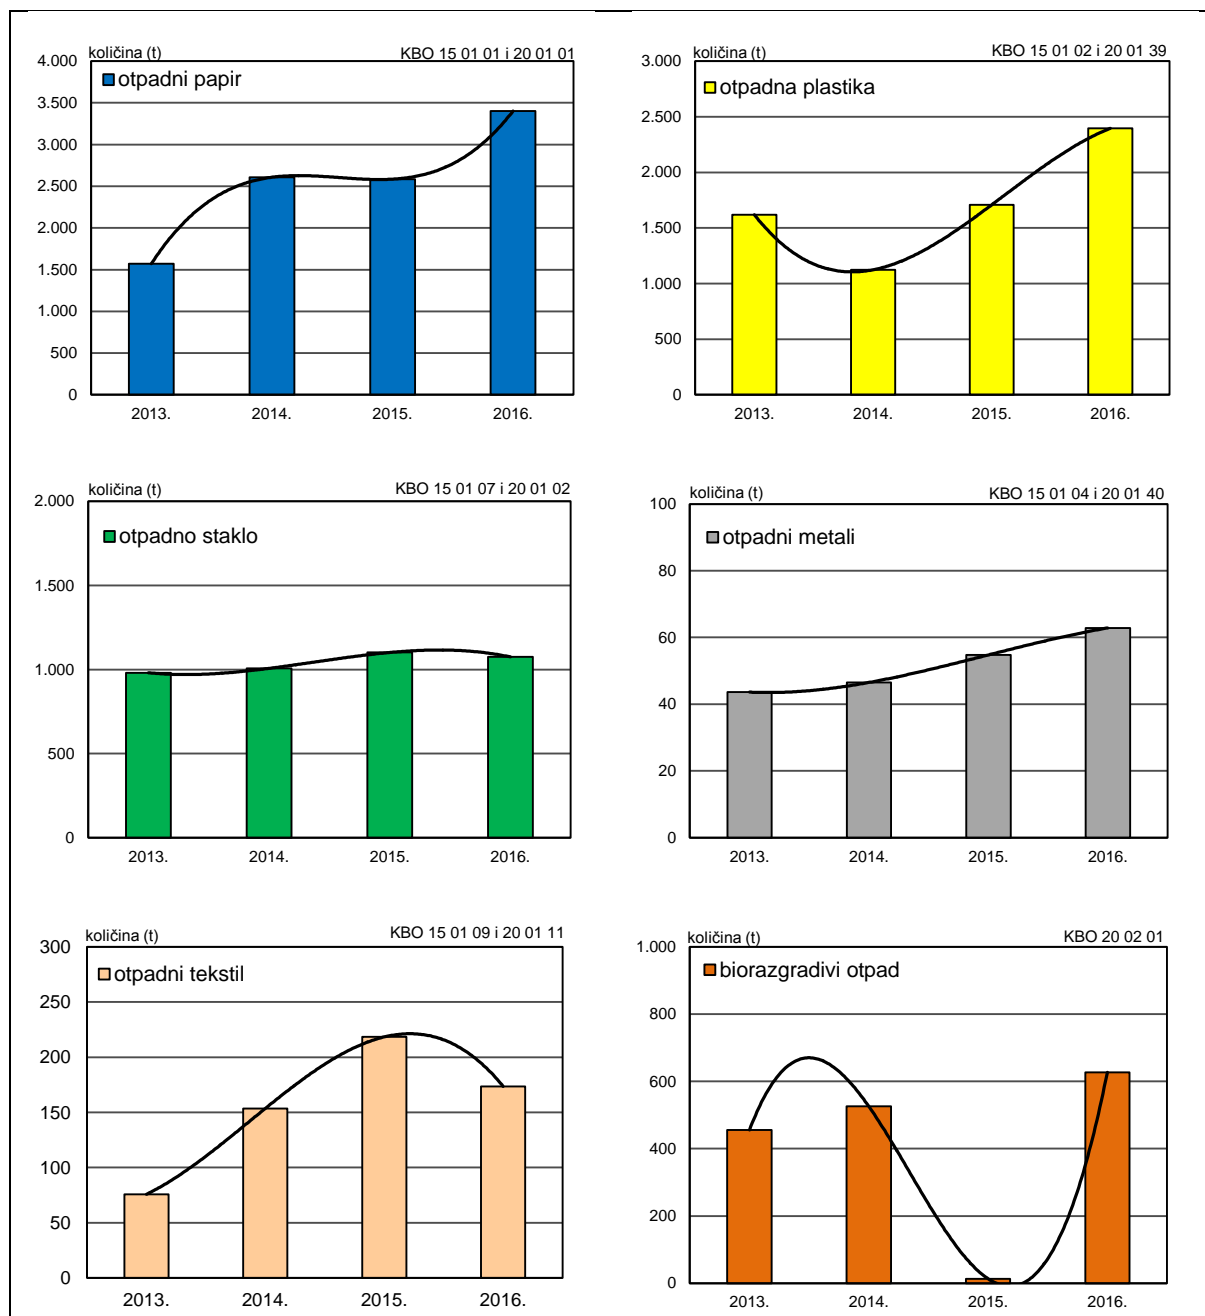 količina (t) KBO 15 01 01 i 20 01 01
4.000
otpadni papir
3.500
3.000
2.500
2.000
1.500
1.000
500
0
2013. 2014. 2015. 2016.
količina (t) KBO 15 01 02 i 20 01 39
3.000
otpadna plastika
2.500
2.000
1.500
1.000
500
0
2013. 2014. 2015. 2016.
količina (t) KBO 15 01 07 i 20 01 02
2.000
otpadno staklo
1.500
1.000
500
0
2013. 2014. 2015. 2016.
količina (t) KBO 15 01 04 i 20 01 40
100
otpadni metali
80
60
40
20
0
2013. 2014. 2015. 2016.
količina (t) KBO 15 01 09 i 20 01 11
300
otpadni tekstil
250
200
150
100
50
0
2013. 2014. 2015. 2016.
količina (t) KBO 20 02 01
1.000
biorazgradivi otpad
800
600
400
200
0
2013. 2014. 2015. 2016.